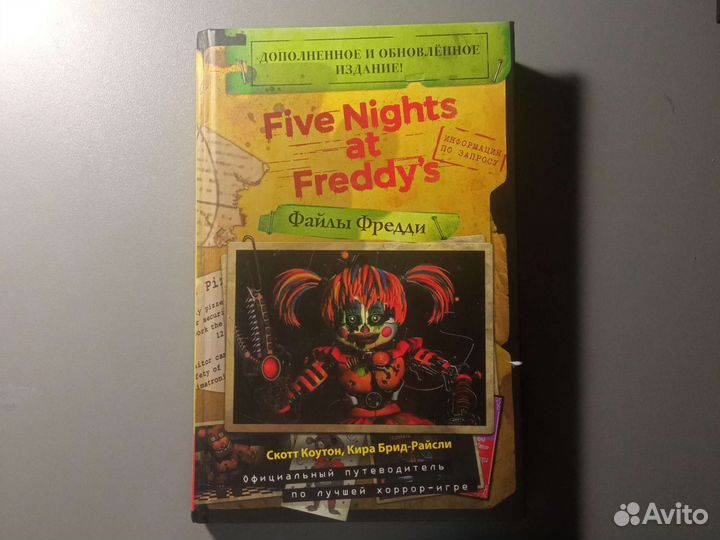 ДОПОЛНЕННОЕ И ОБНОВЛЁННОЕ
ИЗДАНИЕ!
Five Nights
at
Freddy's
ИНФОРМАЦИЯ
ПО ЗАПРОСУ
Файлы Фредди
Скотт Коутон, Кира Брид-Райсли
Официальный путеводитель
по лучшей хоррор-игре
Avito